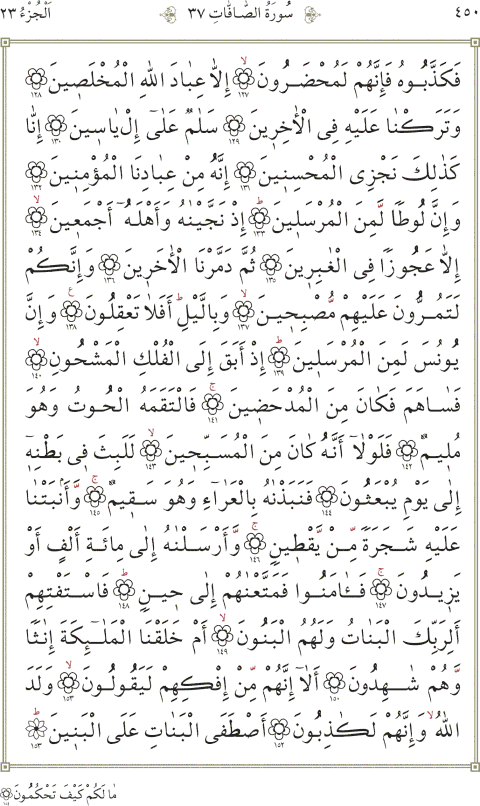 ٤٥٠ سُورَةُ الصَّافَّاتِ ٣٧ اَلْجُزْءُ ٢٣
فَكَذَّبُوهُ فَاِنَّهُمْ لَمُحْضَرُونَۙ ١٢٧ اِلَّا عِبَادَ اللّٰهِ الْمُخْلَصٖينَ ١٢٨
وَتَرَكْنَا عَلَيْهِ فِى الْاٰخِرٖينَ ١٢٩ سَلَامٌ عَلٰٓى اِلْ يَاسٖينَ ١٣٠ اِنَّا
كَذٰلِكَ نَجْزِى الْمُحْسِنٖينَ ١٣١ اِنَّهُ مِنْ عِبَادِنَا الْمُؤْمِنٖينَ ١٣٢
وَاِنَّ لُوطًا لَمِنَ الْمُرْسَلٖينَؕ ١٣٣ اِذْ نَجَّيْنَاهُ وَاَهْلَهُٓ اَجْمَعٖينَۙ ١٣٤
اِلَّا عَجُوزًا فِى الْغَابِرٖينَ ١٣٥ ثُمَّ دَمَّرْنَا الْاٰخَرٖينَ ١٣٦ وَاِنَّكُمْ
لَتَمُرُّونَ عَلَيْهِمْ مُصْبِحٖينَۙ ١٣٧ وَبِالَّيْلِؕ اَفَلَا تَعْقِلُونَࣖ ١٣٨ وَاِنَّ
يُونُسَ لَمِنَ الْمُرْسَلٖينَؕ ١٣٩ اِذْ اَبَقَ اِلَى الْفُلْكِ الْمَشْحُونِۙ ١٤٠
فَسَاهَمَ فَكَانَ مِنَ الْمُدْحَضٖينَۚ ١٤١ فَالْتَقَمَهُ الْحُوتُ وَهُوَ
مُلٖيمٌ ١٤٢ فَلَوْلَٓا اَنَّهُ كَانَ مِنَ الْمُسَبِّحٖينَۙ ١٤٣ لَلَبِثَ فٖى بَطْنِهٖٓ
اِلٰى يَوْمِ يُبْعَثُونَ ١٤٤ فَنَبَذْنَاهُ بِالْعَرَٓاءِ وَهُوَ سَقٖيمٌۚ ١٤٥ وَاَنْبَتْنَا
عَلَيْهِ شَجَرَةً مِنْ يَقْطٖينٍۚ ١٤٦ وَاَرْسَلْنَاهُ اِلٰى مِائَةِ اَلْفٍ اَوْ
يَزٖيدُونَۚ ١٤٧ فَاٰمَنُوا فَمَتَّعْنَاهُمْ اِلٰى حٖينٍؕ ١٤٨ فَاسْتَفْتِهِمْ
اَلِرَبِّكَ الْبَنَاتُ وَلَهُمُ الْبَنُونَۙ ١٤٩ اَمْ خَلَقْنَا الْمَلٰٓئِكَةَ اِنَاثًا
وَهُمْ شَاهِدُونَ ١٥٠ اَلَٓا اِنَّهُمْ مِنْ اِفْكِهِمْ لَيَقُولُونَۙ ١٥١ وَلَدَ
اللّٰهُۙ وَاِنَّهُمْ لَكَاذِبُونَ ١٥٢ اَصْطَفَى الْبَنَاتِ عَلَى الْبَنٖينَؕ ١٥٣
مَا لَكُمْ كَيْفَ تَحْكُمُونَ ١٥٤